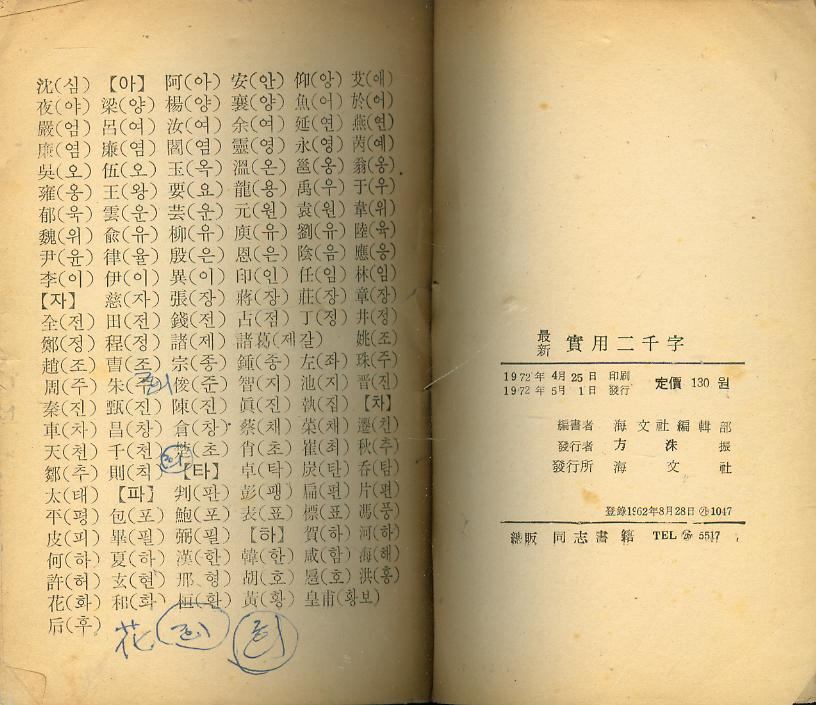 沈(심) 【아】 阿(아) 安(안) 仰(앙) 艾(애)
夜(야) 梁(양) 楊(양) 襄(양) 魚(어) 於(어)
嚴(엄) 呂(여) 汝(여) 余(여) 延(연) 燕(연)
廉(염) 廉(염) 閻(염) 靈(영) 永(영) 芮(예)
吳(오) 伍(오) 玉(옥) 溫(온) 邕(옹) 翁(옹)
雍(옹) 王(왕) 要(요) 龍(용) 禹(우) 于(우)
郁(욱) 雲(운) 芸(운) 元(원) 袁(원) 韋(위)
魏(위) 兪(유) 柳(유) 庾(유) 劉(유) 陸(육)
尹(윤) 律(율) 殷(은) 恩(은) 陰(음) 應(응)
李(이) 伊(이) 異(이) 印(인) 任(임) 林(임)
【자】 慈(자) 張(장) 蔣(장) 莊(장) 章(장)
全(전) 田(전) 錢(전) 占(점) 丁(정) 井(정)
鄭(정) 程(정) 諸(제) 諸葛(제갈) 姚(조)
趙(조) 曺(조) 宗(종) 鍾(종) 左(좌) 珠(주)
周(주) 朱(주) 俊(준) 智(지) 池(지) 晋(진)
秦(진) 甄(진) 陳(진) 眞(진) 執(집) 【차】
車(차) 昌(창) 倉(창) 蔡(채) 菜(채) 遷(천)
天(천) 千(천) (초) 肖(초) 崔(최) 秋(추)
鄒(추) 則(칙) 【타】 卓(탁) 炭(탄) 呑(탐)
太(태) 【파】 判(판) 彭(팽) 扁(편) 片(편)
平(평) 包(포) 鮑(포) 表(표) 標(표) 馮(풍)
皮(피) 畢(필) 弼(필) 【하】 賀(하) 河(하)
何(하) 夏(하) 漢(한) 韓(한) 咸(함) 海(해)
許(허) 玄(현) 邢(형) 胡(호) 扈(호) 洪(홍)
花(화) 和(화) 桓(환) 黃(황) 皇甫(황보)
后(후)
花
最新 實用二千字
1972年 4月 25日 印刷
1972年 5月 1日 發行
定價 130 원
編書者 海文社編輯部
發行者 方洙振
發行所 海文社
登錄1962年8月28日 ㉶1047
總販 同志書籍 TEL 5517